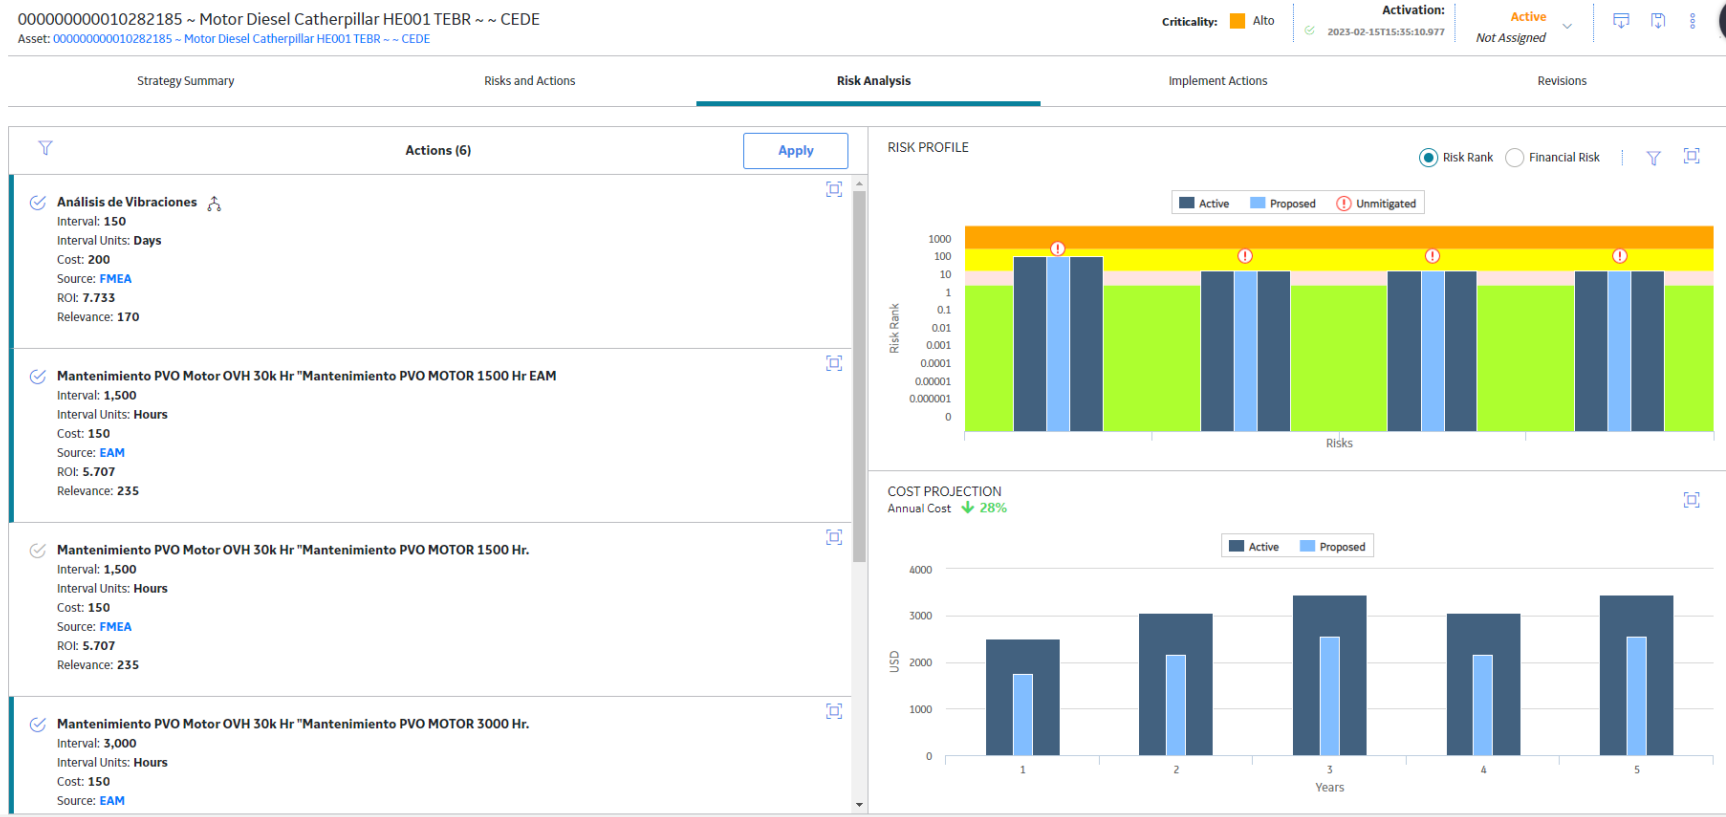 000000000010282185 ~ Motor Diesel Catherpillar HE001 TEBR ~ ~ CEDE
Asset: 000000000010282185 ~ Motor Diesel Catherpillar HE001 TEBR ~ ~ CEDE
Criticality: Alto
Activation:
2023-02-15T15:35:10.977
Active
Not Assigned
Strategy Summary
Risks and Actions
Risk Analysis
Implement Actions
Revisions
Actions (6)
Apply
Análisis de Vibraciones
Interval: 150
Interval Units: Days
Cost: 200
Source: FMEA
ROI: 7.733
Relevance: 170
Mantenimiento PVO Motor OVH 30k Hr "Mantenimiento PVO MOTOR 1500 Hr EAM
Interval: 1,500
Interval Units: Hours
Cost: 150
Source: EAM
ROI: 5.707
Relevance: 235
Mantenimiento PVO Motor OVH 30k Hr "Mantenimiento PVO MOTOR 1500 Hr.
Interval: 1,500
Interval Units: Hours
Cost: 150
Source: FMEA
ROI: 5.707
Relevance: 235
Mantenimiento PVO Motor OVH 30k Hr "Mantenimiento PVO MOTOR 3000 Hr.
Interval: 3,000
Interval Units: Hours
Cost: 150
Source: EAM
RISK PROFILE
Risk Rank
Financial Risk
Active
Proposed
Unmitigated
1000
100
10
1
0.1
0.01
0.001
0.0001
0.00001
0.000001
0
Risk Rank
Risks
COST PROJECTION
Annual Cost 28%
Active
Proposed
4000
3000
2000
1000
0
USD
1 2 3 4 5
Years